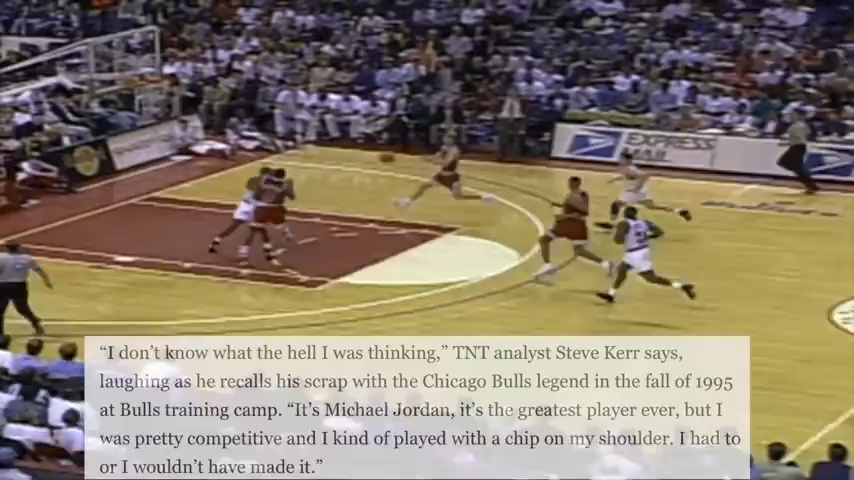 EXPRESS
MAIL
“I don’t know what the hell I was thinking,” TNT analyst Steve Kerr says,
laughing as he recalls his scrap with the Chicago Bulls legend in the fall of 1995
at Bulls training camp. “It’s Michael Jordan, it’s the greatest player ever, but I
was pretty competitive and I kind of played with a chip on my shoulder. I had to
or I wouldn’t have made it.”